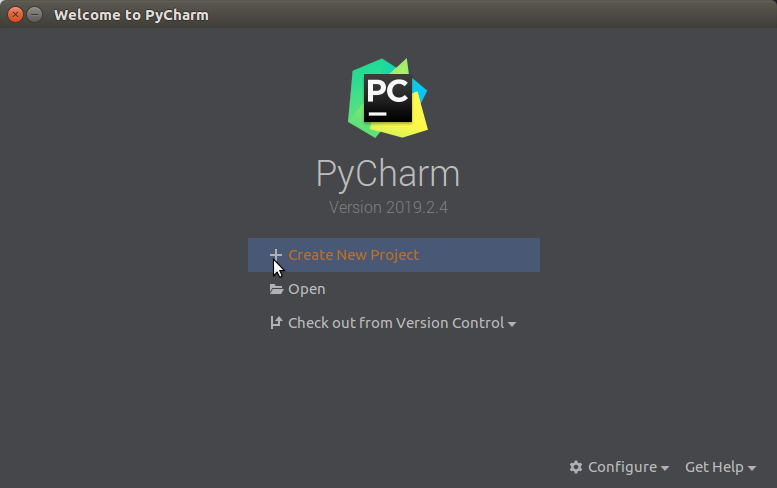 Welcome to PyCharm
PC
PyCharm
Version 2019.2.4
Create New Project
Open
Check out from Version Control
Configure
Get Help